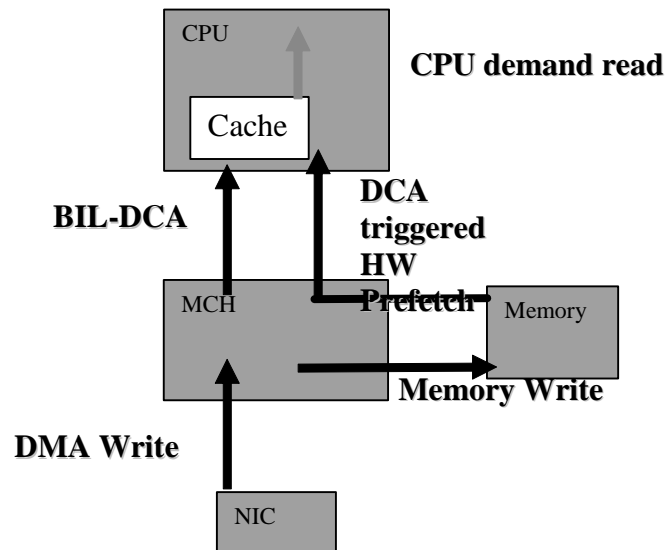 CPU
CPU demand read
Cache
BIL-DCA
DCA
triggered
HW
Prefetch
MCH
Memory
Memory Write
DMA Write
NIC